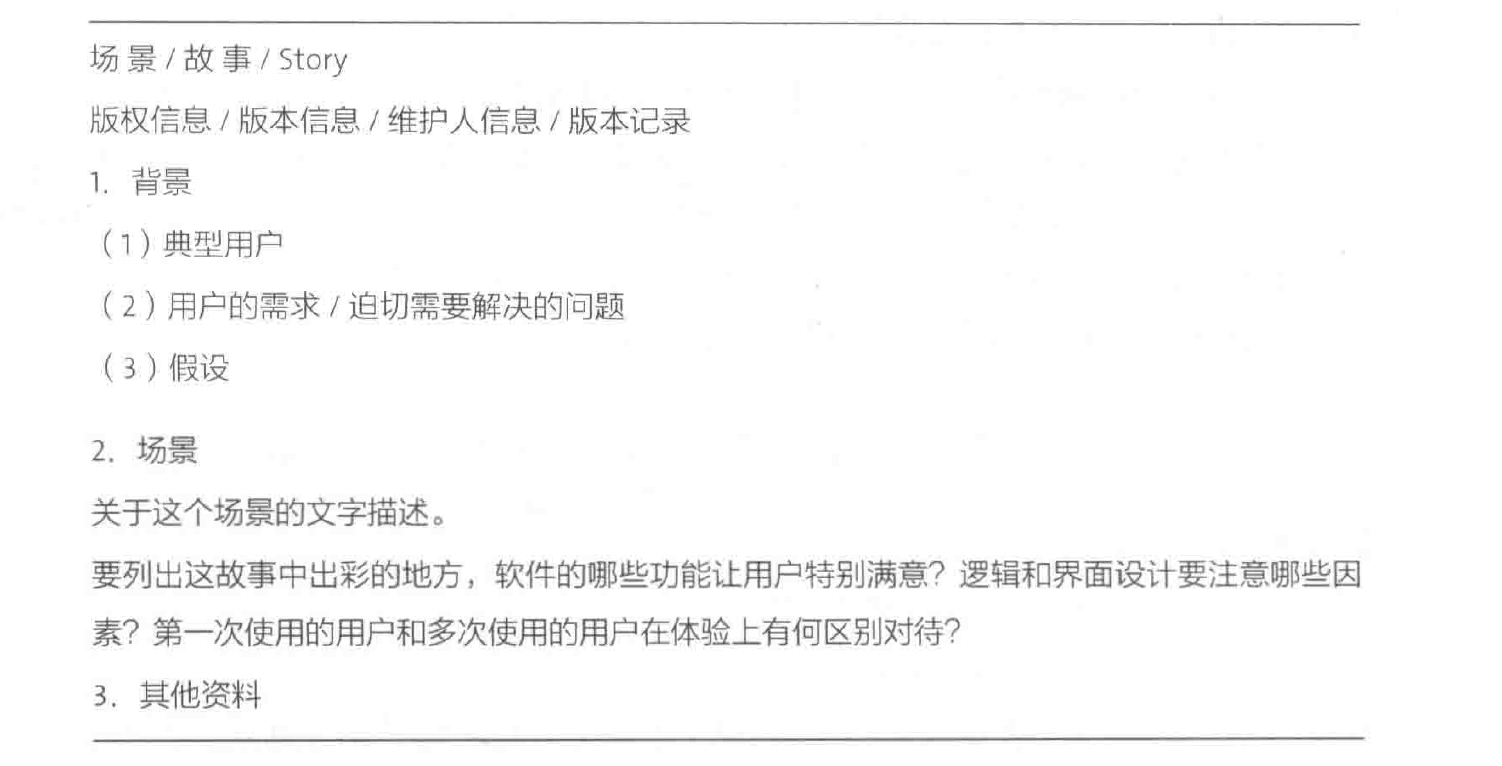 场 景 / 故 事 / Story
版权信息 / 版本信息 / 维护人信息 / 版本记录
1. 背景
（1）典型用户
（2）用户的需求 / 迫切需要解决的问题
（3）假设
2. 场景
关于这个场景的文字描述。
要列出这故事中出彩的地方，软件的哪些功能让用户特别满意？逻辑和界面设计要注意哪些因
素？第一次使用的用户和多次使用的用户在体验上有何区别对待？
3. 其他资料